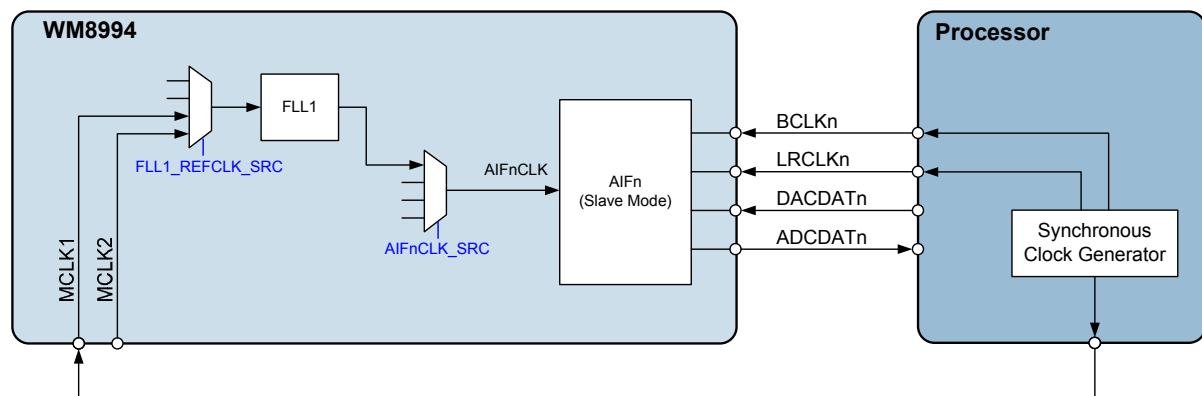 WM8994
Processor
FLL1
FLL1_REFCLK_SRC
MCLK1
MCLK2
AIFnCLK
AIFnCLK_SRC
AIFn
(Slave Mode)
BCLKn
LRCLKn
DACDATn
ADCDATn
Synchronous
Clock Generator